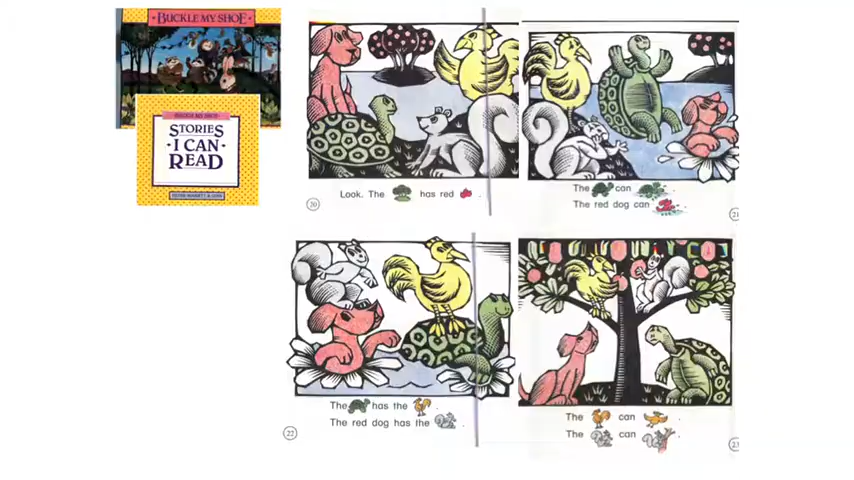 BUCKLE MY SHOE
BUCKLE MY SHOE
STORIES
I CAN
READ
Look. The has red .
20
The can .
The red dog can .
21
The has the .
The red dog has the .
22
The can .
The can .
23